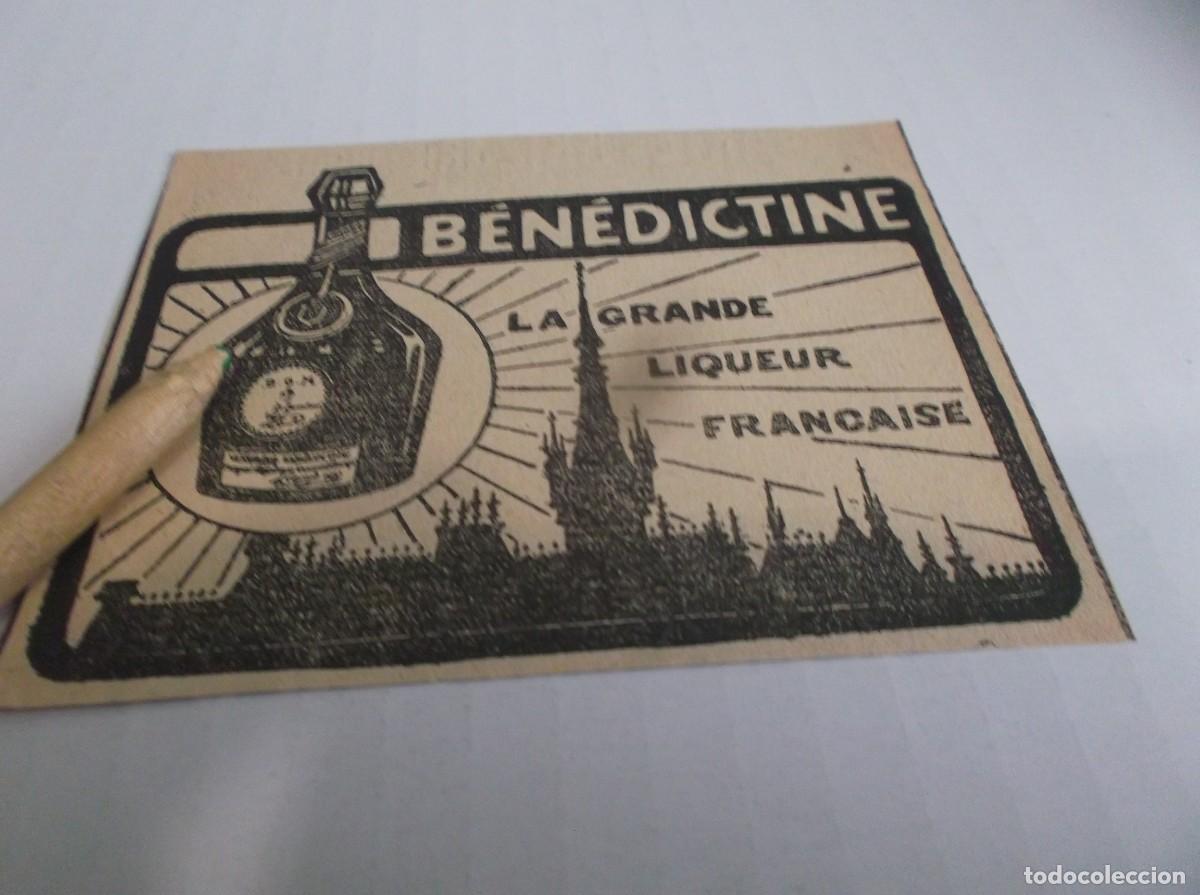 BÉNÉDICTINE
LA GRANDE
LIQUEUR
FRANCAISE
todocoleccion